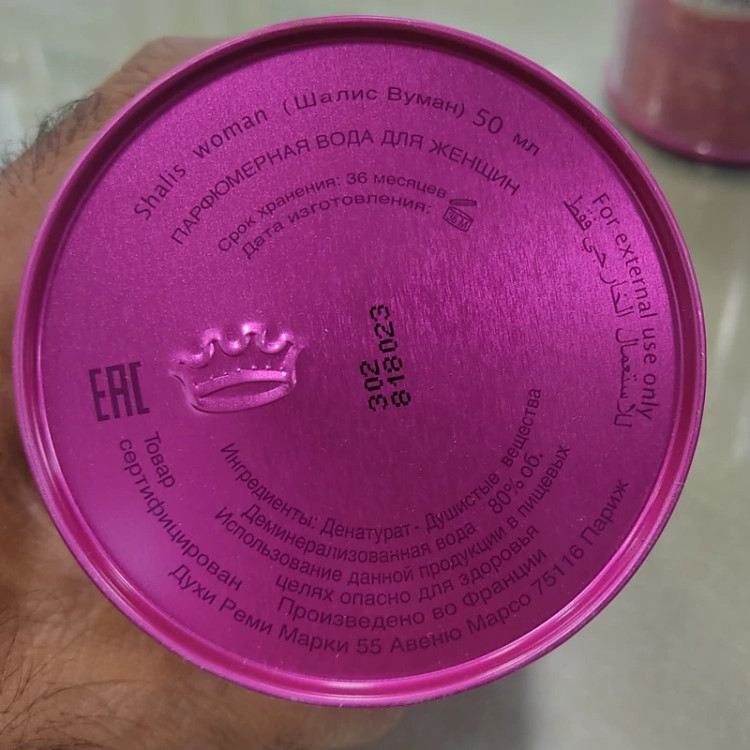 Shalis woman (Шалис Вуман) 50 мл
ПАРФЮМЕРНАЯ ВОДА ДЛЯ ЖЕНЩИН
Срок хранения: 36 месяцев
Дата изготовления:
36 M
For external use only
للاستعمال الخارجي فقط
302
818023
EAC
Товар
сертифицирован
Ингредиенты: Денатурат - Душистые вещества
Деминерализованная вода 80% об.
Использование данной продукции в пищевых
целях опасно для здоровья
Произведено во Франции
Духи Реми Марки 55 Авеню Марсо 75116 Париж